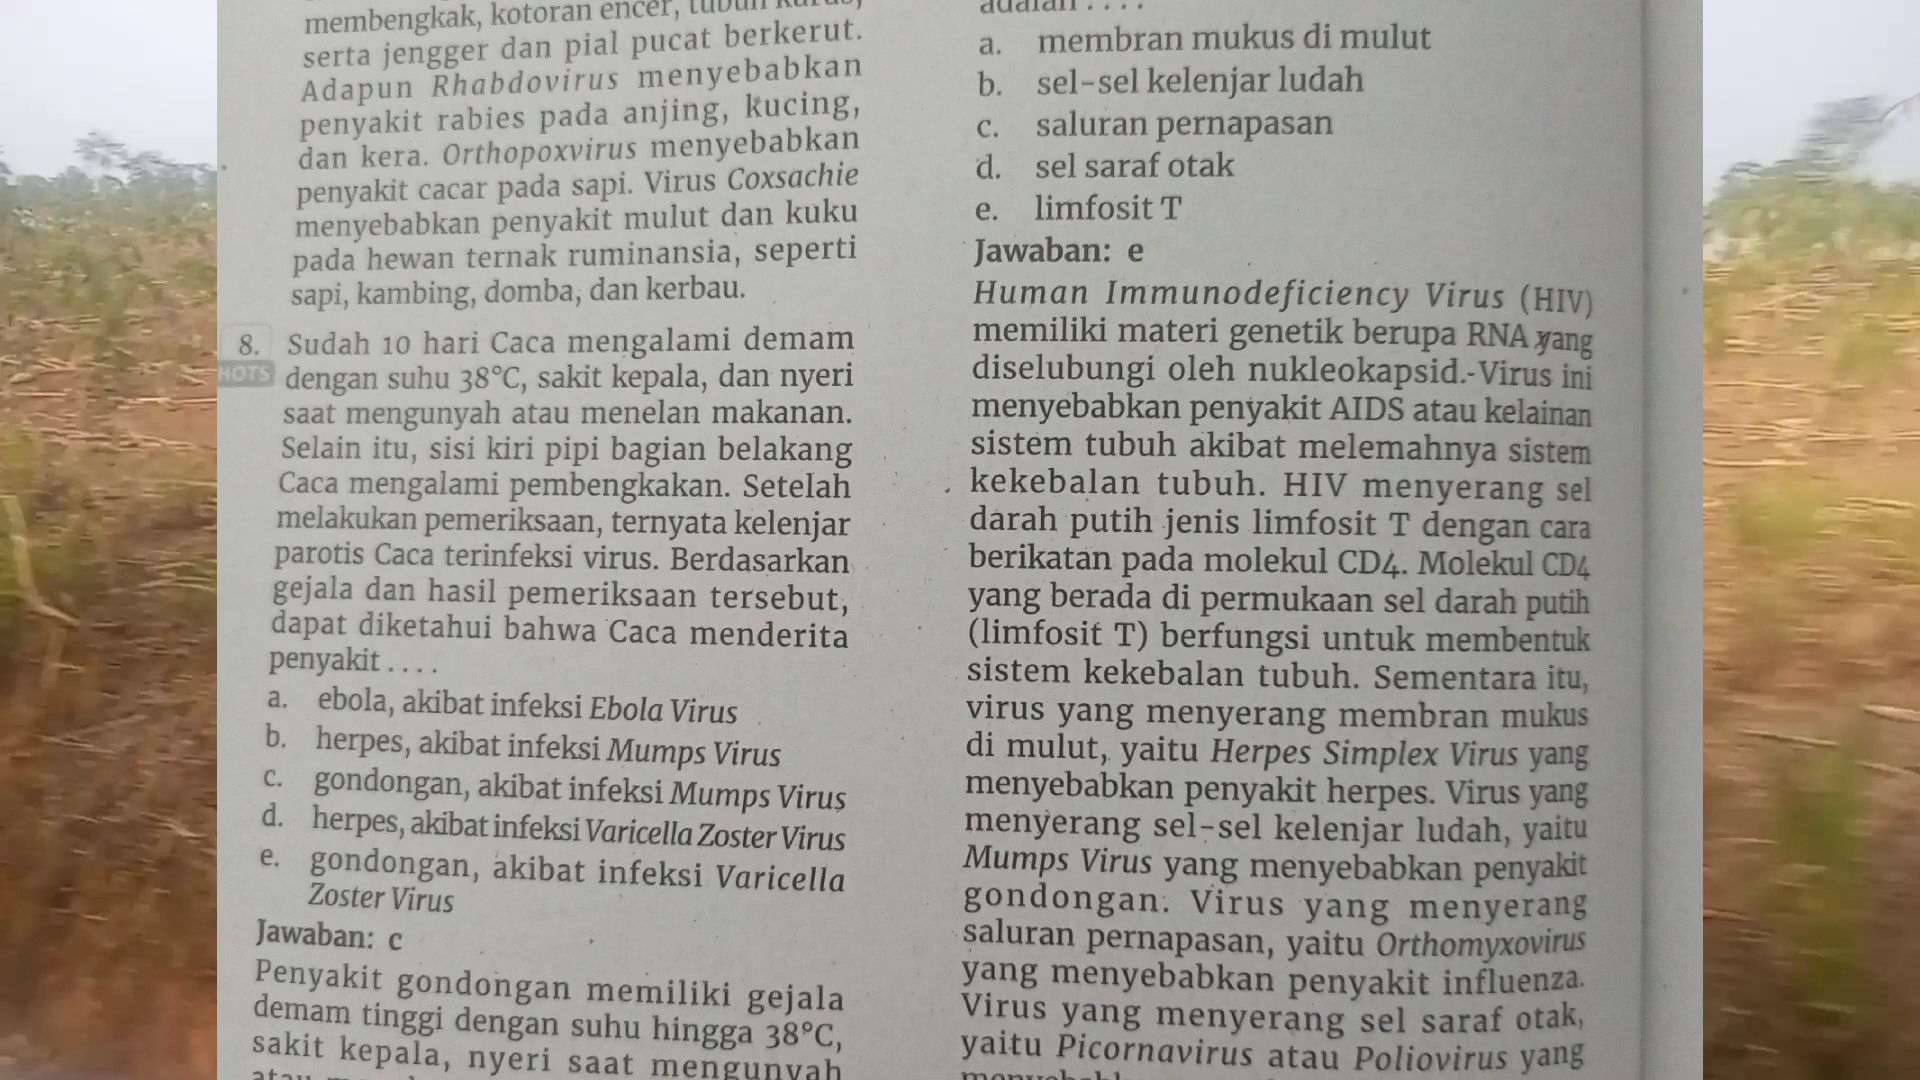 membengkak, kotoran encer, tubuh kurus,
serta jengger dan pial pucat berkerut.
Adapun Rhabdovirus menyebabkan
penyakit rabies pada anjing, kucing,
dan kera. Orthopoxvirus menyebabkan
penyakit cacar pada sapi. Virus Coxsachie
menyebabkan penyakit mulut dan kuku
pada hewan ternak ruminansia, seperti
sapi, kambing, domba, dan kerbau.
8. Sudah 10 hari Caca mengalami demam
HOTS dengan suhu 38°C, sakit kepala, dan nyeri
saat mengunyah atau menelan makanan.
Selain itu, sisi kiri pipi bagian belakang
Caca mengalami pembengkakan. Setelah
melakukan pemeriksaan, ternyata kelenjar
parotis Caca terinfeksi virus. Berdasarkan
gejala dan hasil pemeriksaan tersebut,
dapat diketahui bahwa Caca menderita
penyakit . . . .
a. ebola, akibat infeksi Ebola Virus
b. herpes, akibat infeksi Mumps Virus
c. gondongan, akibat infeksi Mumps Virus
d. herpes, akibat infeksi Varicella Zoster Virus
e. gondongan, akibat infeksi Varicella
Zoster Virus
Jawaban: c
Penyakit gondongan memiliki gejala
demam tinggi dengan suhu hingga 38°C,
sakit kepala, nyeri saat mengunyah
adalah . . . .
a. membran mukus di mulut
b. sel-sel kelenjar ludah
c. saluran pernapasan
d. sel saraf otak
e. limfosit T
Jawaban: e
Human Immunodeficiency Virus (HIV)
memiliki materi genetik berupa RNA yang
diselubungi oleh nukleokapsid. Virus ini
menyebabkan penyakit AIDS atau kelainan
sistem tubuh akibat melemahnya sistem
kekebalan tubuh. HIV menyerang sel
darah putih jenis limfosit T dengan cara
berikatan pada molekul CD4. Molekul CD4
yang berada di permukaan sel darah putih
(limfosit T) berfungsi untuk membentuk
sistem kekebalan tubuh. Sementara itu,
virus yang menyerang membran mukus
di mulut, yaitu Herpes Simplex Virus yang
menyebabkan penyakit herpes. Virus yang
menyerang sel-sel kelenjar ludah, yaitu
Mumps Virus yang menyebabkan penyakit
gondongan. Virus yang menyerang
saluran pernapasan, yaitu Orthomyxovirus
yang menyebabkan penyakit influenza.
Virus yang menyerang sel saraf otak,
yaitu Picornavirus atau Poliovirus yang